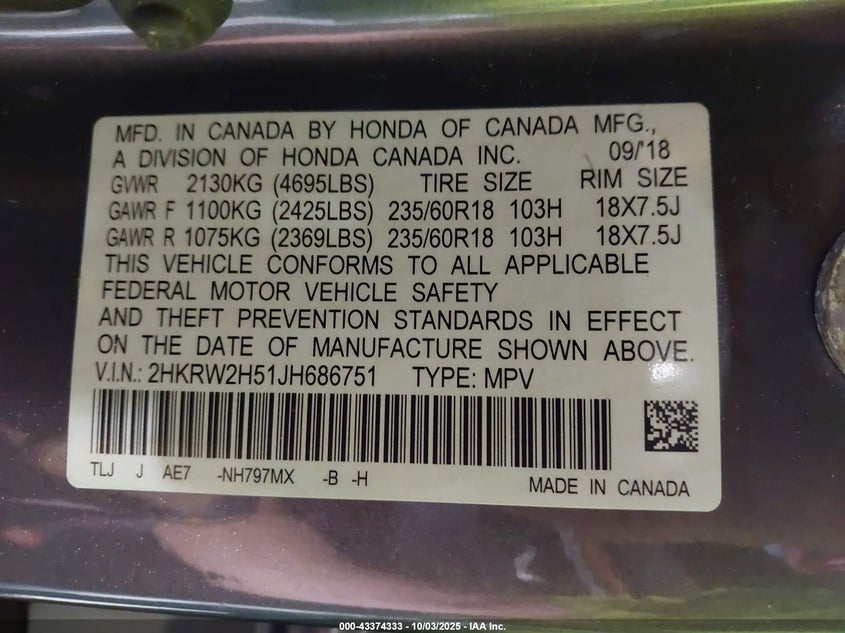 MFD. IN CANADA BY HONDA OF CANADA MFG.,
A DIVISION OF HONDA CANADA INC. 09/'18
GVWR 2130KG (4695LBS) TIRE SIZE RIM SIZE
GAWR F 1100KG (2425LBS) 235/60R18 103H 18X7.5J
GAWR R 1075KG (2369LBS) 235/60R18 103H 18X7.5J
THIS VEHICLE CONFORMS TO ALL APPLICABLE
FEDERAL MOTOR VEHICLE SAFETY
AND THEFT PREVENTION STANDARDS IN EFFECT
ON THE DATE OF MANUFACTURE SHOWN ABOVE.
V.I.N.: 2HKRW2H51JH686751 TYPE: MPV
TLJ J AE7 -NH797MX -B -H
MADE IN CANADA
000-43374333 | 10/03/2025 - IAA Inc.